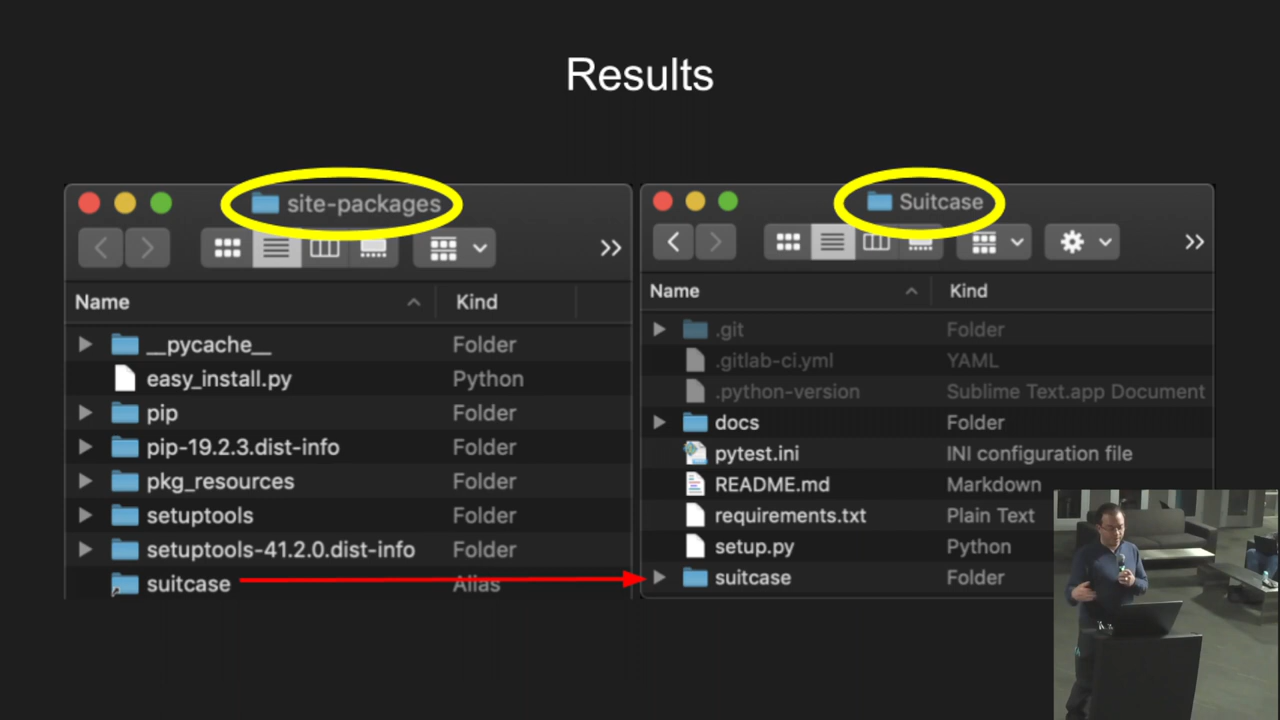 Results
site-packages
Name Kind
__pycache__ Folder
easy_install.py Python
pip Folder
pip-19.2.3.dist-info Folder
pkg_resources Folder
setuptools Folder
setuptools-41.2.0.dist-info Folder
suitcase Alias
Suitcase
Name Kind
.git Folder
.gitlab-ci.yml YAML
.python-version Sublime Text.app Document
docs Folder
pytest.ini INI configuration file
README.md Markdown
requirements.txt Plain Text
setup.py Python
suitcase Folder